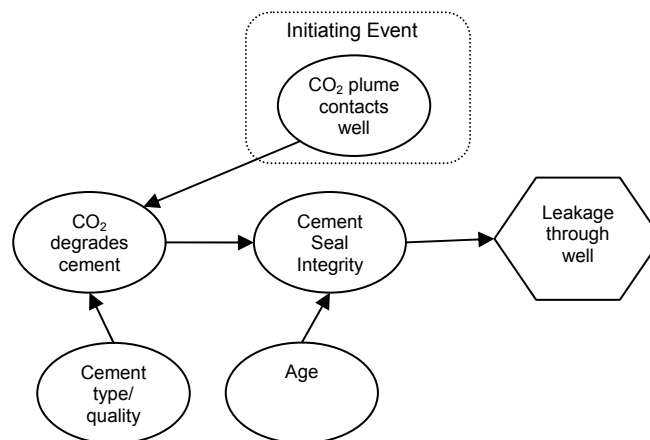 Initiating Event
CO₂ plume
contacts
well
CO₂
degrades
cement
Cement
Seal
Integrity
Leakage
through
well
Cement
type/
quality
Age